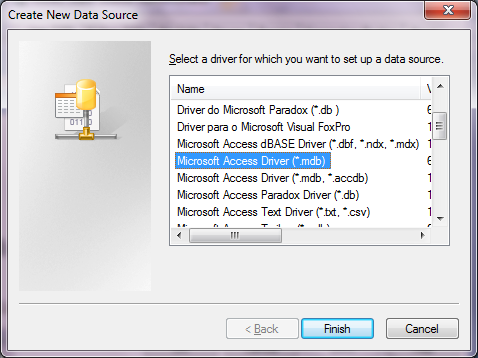 Create New Data Source
Select a driver for which you want to set up a data source.
Name V
Driver do Microsoft Paradox (*.db ) 6
Driver para o Microsoft Visual FoxPro 1
Microsoft Access dBASE Driver (*.dbf, *.ndx, *.mdx) 1
Microsoft Access Driver (*.mdb) 6
Microsoft Access Driver (*.mdb, *.accdb) 1
Microsoft Access Paradox Driver (*.db) 1
Microsoft Access Text Driver (*.txt, *.csv) 1
< Back Finish Cancel